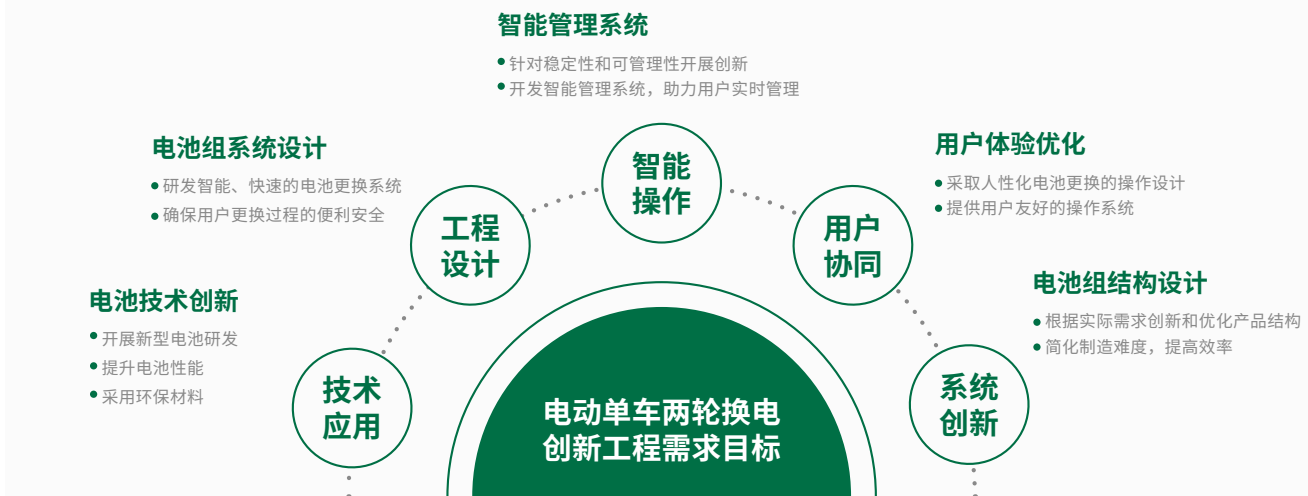 智能管理系统
针对稳定性和可管理性开展创新
开发智能管理系统，助力用户实时管理
智能
操作
电池组系统设计
研发智能、快速的电池更换系统
确保用户更换过程的便利安全
工程
设计
用户体验优化
采取人性化电池更换的操作设计
提供用户友好的操作系统
用户
协同
电池技术创新
开展新型电池研发
提升电池性能
采用环保材料
技术
应用
电池组结构设计
根据实际需求创新和优化产品结构
简化制造难度，提高效率
系统
创新
电动单车两轮换电
创新工程需求目标